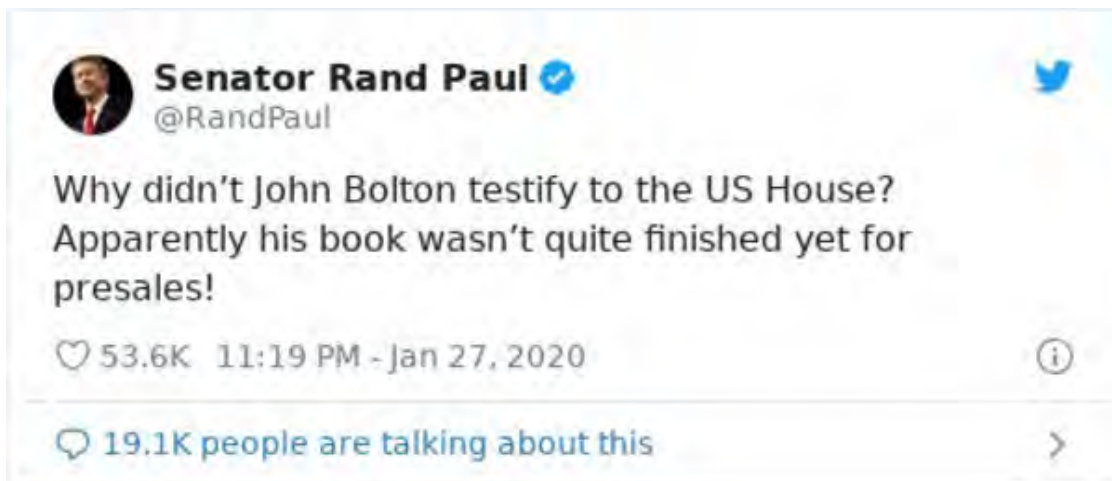 Senator Rand Paul
@RandPaul
Why didn’t John Bolton testify to the US House?
Apparently his book wasn’t quite finished yet for
presales!
53.6K 11:19 PM - Jan 27, 2020
19.1K people are talking about this